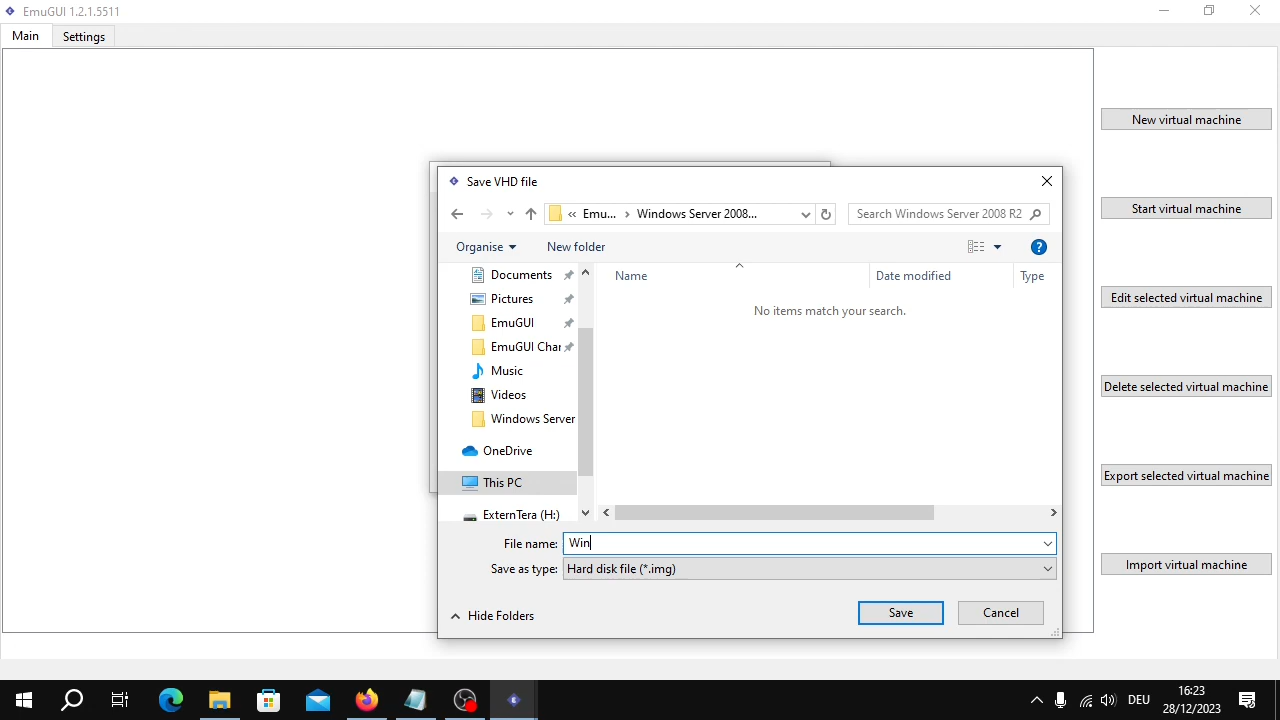 EmuGUI 1.2.1.5511
Main
Settings
New virtual machine
Start virtual machine
Edit selected virtual machine
Delete selected virtual machine
Export selected virtual machine
Import virtual machine
Save VHD file
« Emu... › Windows Server 2008...
Search Windows Server 2008 R2
Organise
New folder
Documents
Pictures
EmuGUI
EmuGUI Char
Music
Videos
Windows Server
OneDrive
This PC
ExternTera (H:)
Name
Date modified
Type
No items match your search.
File name: Win
Save as type: Hard disk file (*.img)
Hide Folders
Save
Cancel
DEU
16:23
28/12/2023